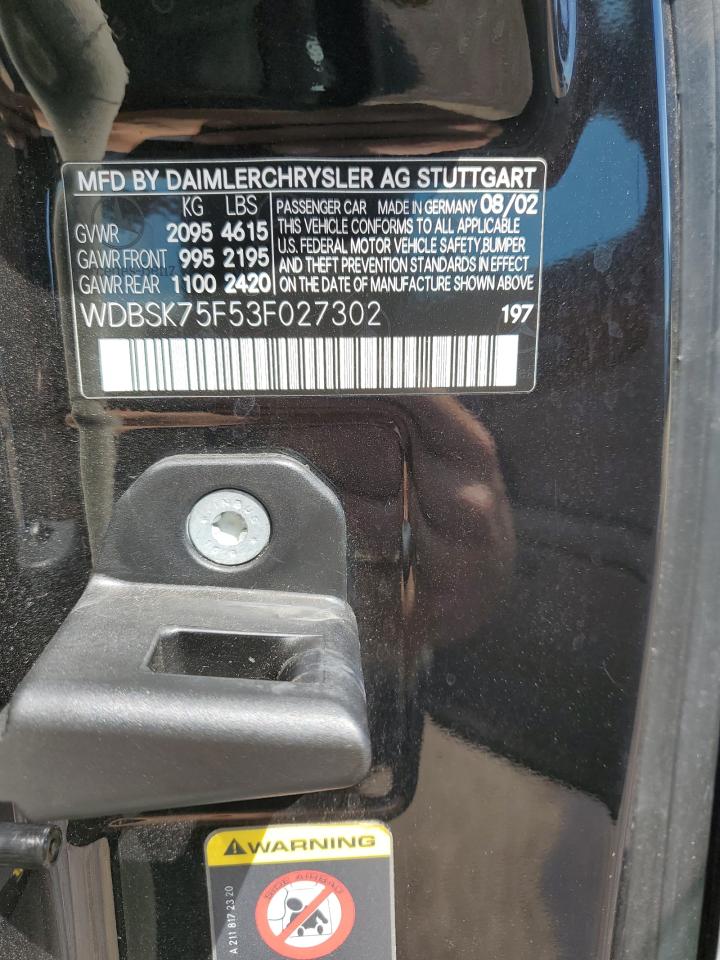 MFD BY DAIMLERCHRYSLER AG STUTTGART
KG LBS
GVWR 2095 4615
GAWR FRONT 995 2195
GAWR REAR 1100 2420
PASSENGER CAR MADE IN GERMANY 08/02
THIS VEHICLE CONFORMS TO ALL APPLICABLE
U.S. FEDERAL MOTOR VEHICLE SAFETY,BUMPER
AND THEFT PREVENTION STANDARDS IN EFFECT
ON THE DATE OF MANUFACTURE SHOWN ABOVE.
WDBSK75F53F027302 197
WARNING
SIDE AIRBAG
A 211 817 23 20